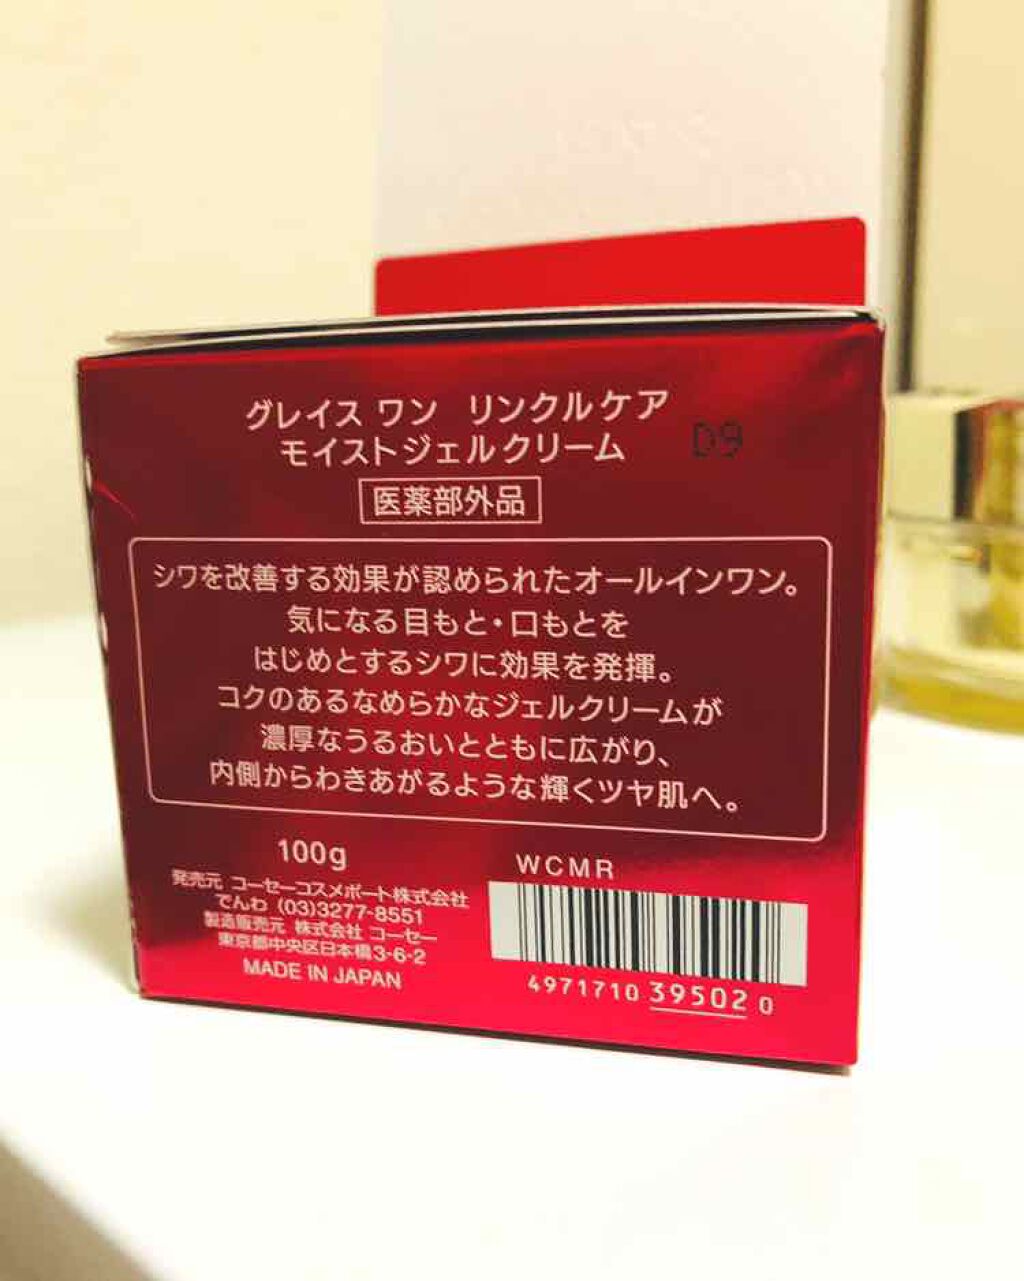 グレイス ワン リンクルケア
モイストジェルクリーム
D9
医薬部外品
シワを改善する効果が認められたオールインワン。
気になる目もと・口もとを
はじめとするシワに効果を発揮。
コクのあるなめらかなジェルクリームが
濃厚なうるおいとともに広がり、
内側からわきあがるような輝くツヤ肌へ。
100g
発売元 コーセーコスメポート株式会社
でんわ (03)3277-8551
製造販売元 株式会社 コーセー
東京都中央区日本橋3-6-2
MADE IN JAPAN
WCMR
4971710 39502 0